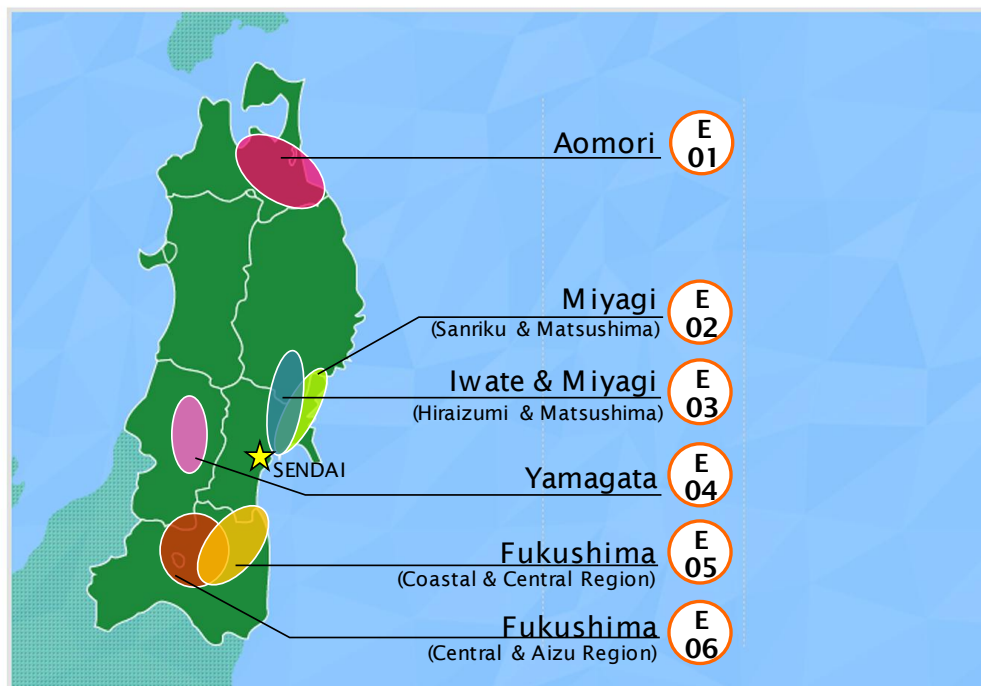 Aomori
E
01
Miyagi
(Sanriku & Matsushima)
E
02
Iwate & Miyagi
(Hiraizumi & Matsushima)
E
03
SENDAI
Yamagata
E
04
Fukushima
(Coastal & Central Region)
E
05
Fukushima
(Central & Aizu Region)
E
06